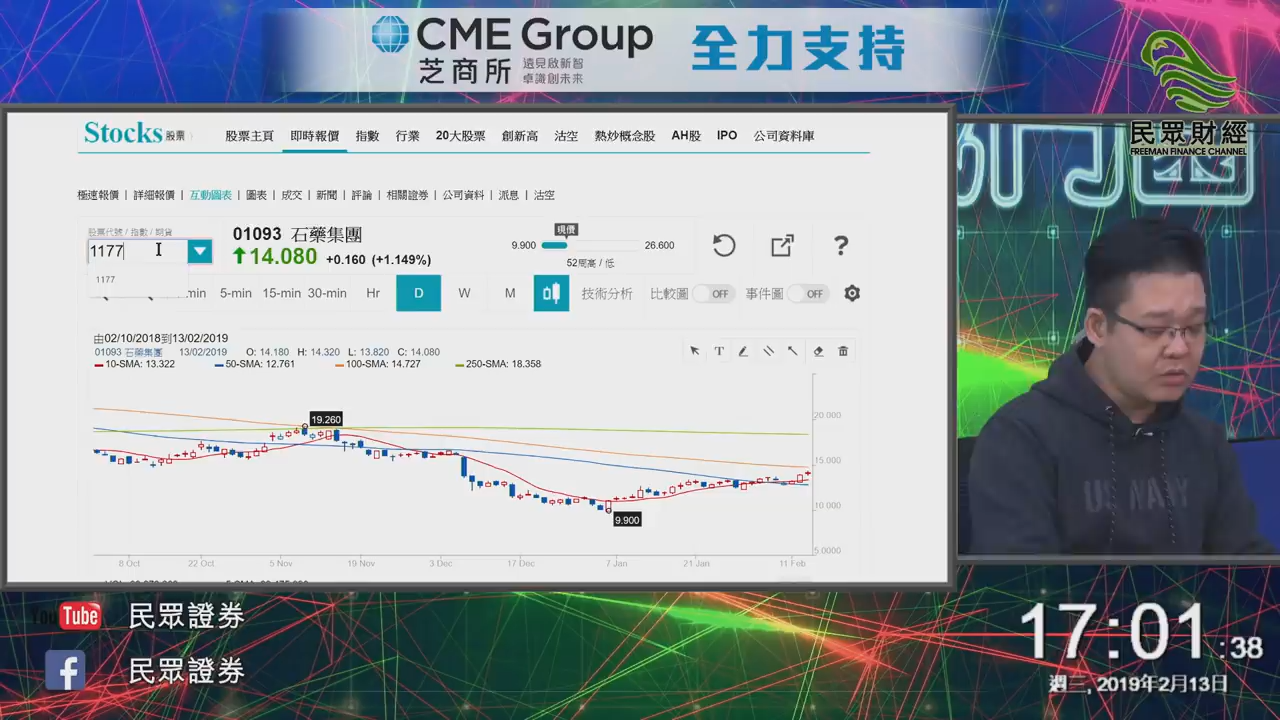 CME Group
芝商所
遠見啟新智
卓識創未來
全力支持
民眾財經
FREEMAN FINANCE CHANNEL
Stocks 股票
股票主頁 即時報價 指數 行業 20大股票 創新高 沽空 熱炒概念股 AH股 IPO 公司資料庫
極速報價 | 詳細報價 | 互動圖表 | 圖表 | 成交 | 新聞 | 評論 | 相關證券 | 公司資料 | 派息 | 沽空
股票代號 / 指數 / 期貨
1177
1177
01093 石藥集團
14.080 +0.160 (+1.149%)
現價
9.900 26.600
52周高 / 低
?
min 5-min 15-min 30-min Hr D W M 技術分析 比較圖 OFF 事件圖 OFF
由02/10/2018到13/02/2019
01093 石藥集團 13/02/2019 O: 14.180 H: 14.320 L: 13.820 C: 14.080
10-SMA: 13.322 50-SMA: 12.761 100-SMA: 14.727 250-SMA: 18.358
T
19.260
9.900
20.000
15.000
10.000
5.0000
8 Oct 22 Oct 5 Nov 19 Nov 3 Dec 17 Dec 7 Jan 21 Jan 11 Feb
US NAVY
YouTube 民眾證券
f 民眾證券
17:01:38
週三, 2019年2月13日